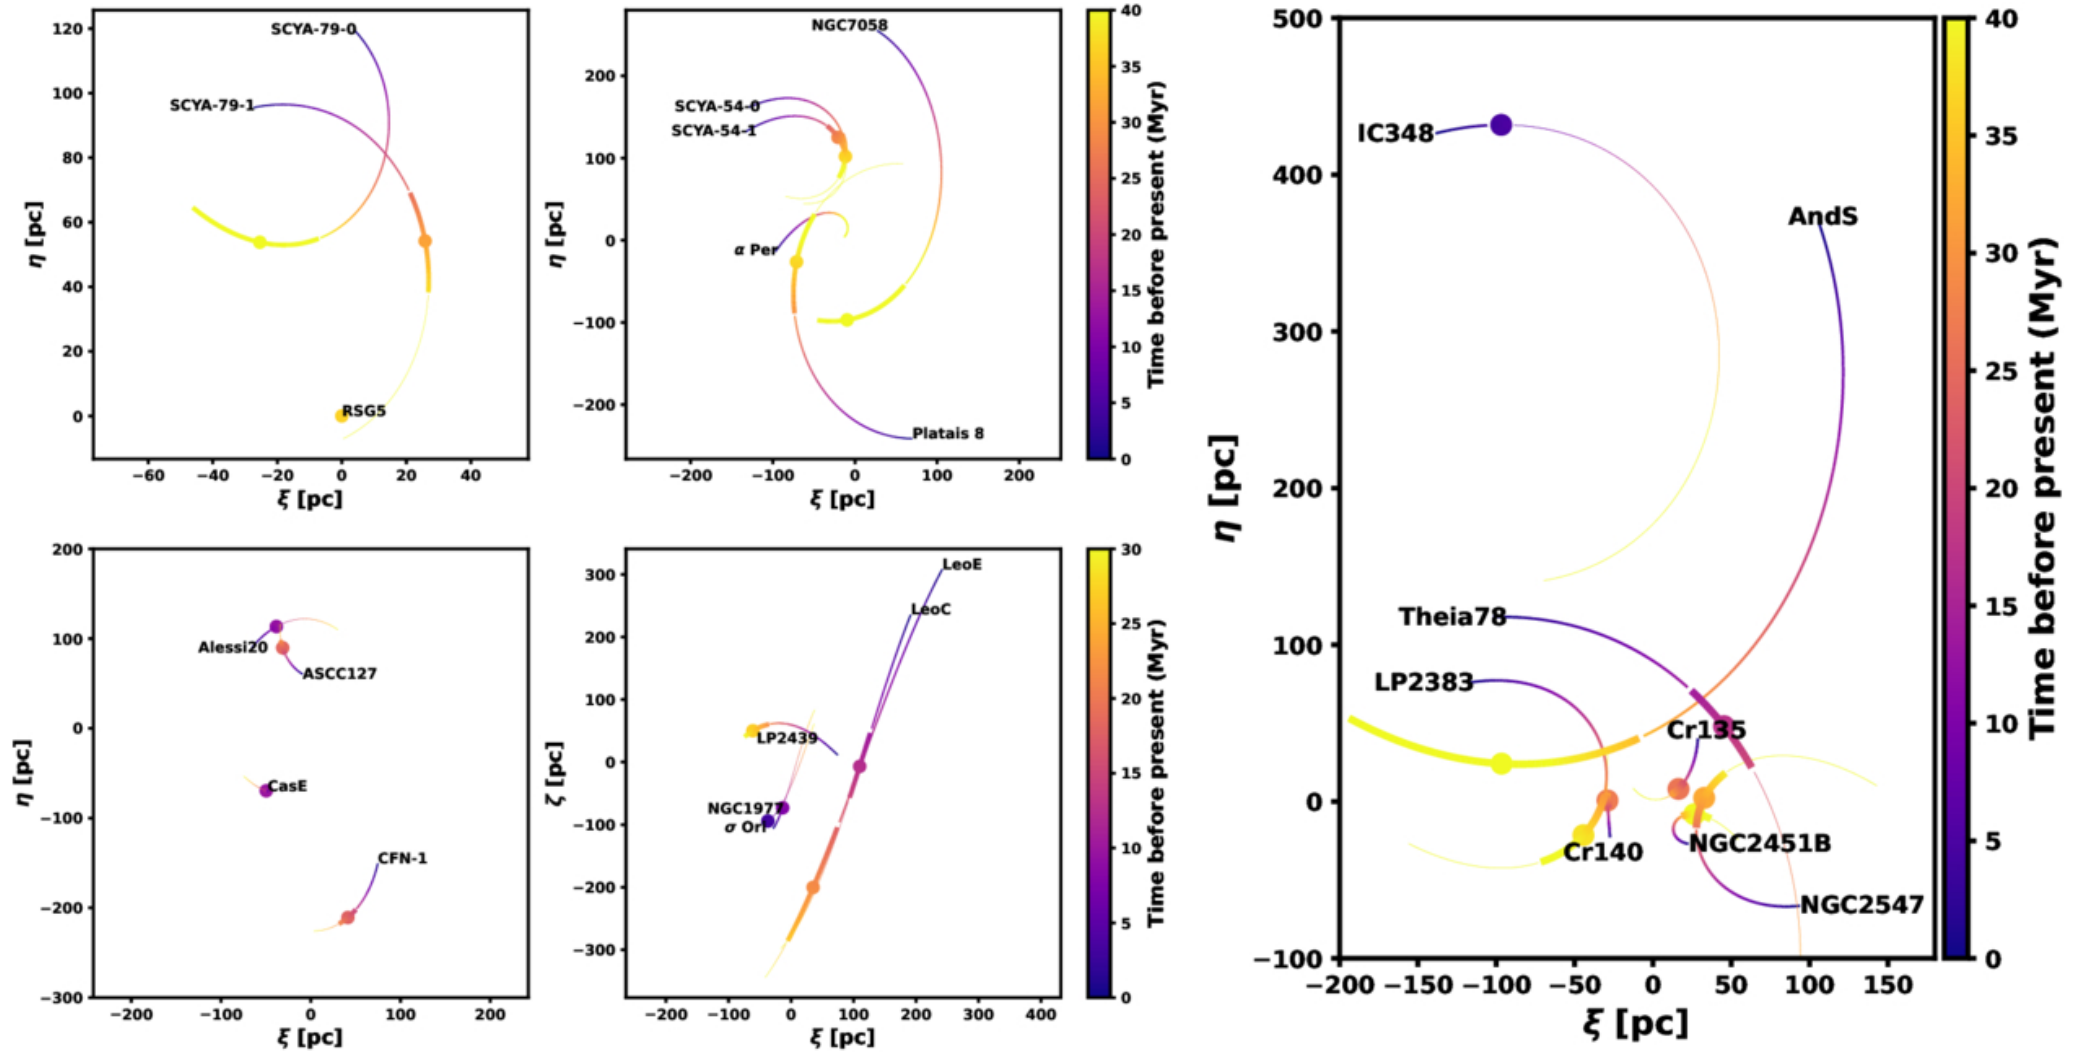 120
100
80
60
40
20
0
η [pc]
SCYA-79-0
SCYA-79-1
RSG5
−60
−40
−20
0
20
40
ξ [pc]
200
100
0
−100
−200
η [pc]
NGC7058
SCYA-54-0
SCYA-54-1
α Per
Platais 8
−200
−100
0
100
200
ξ [pc]
40
35
30
25
20
15
10
5
0
Time before present (Myr)
200
100
0
−100
−200
−300
η [pc]
Alessi20
ASCC127
CasE
CFN-1
−200
−100
0
100
200
ξ [pc]
300
200
100
0
−100
−200
−300
ζ [pc]
LeoE
LeoC
LP2439
NGC1977
σ Ori
−200
−100
0
100
200
300
400
ξ [pc]
30
25
20
15
10
5
0
Time before present (Myr)
500
400
300
200
100
0
−100
η [pc]
IC348
AndS
Theia78
LP2383
Cr135
Cr140
NGC2451B
NGC2547
−200
−150
−100
−50
0
50
100
150
ξ [pc]
40
35
30
25
20
15
10
5
0
Time before present (Myr)